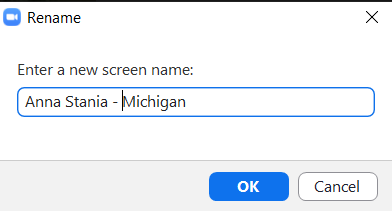 Rename
Enter a new screen name:
Anna Stania - Michigan
OK
Cancel